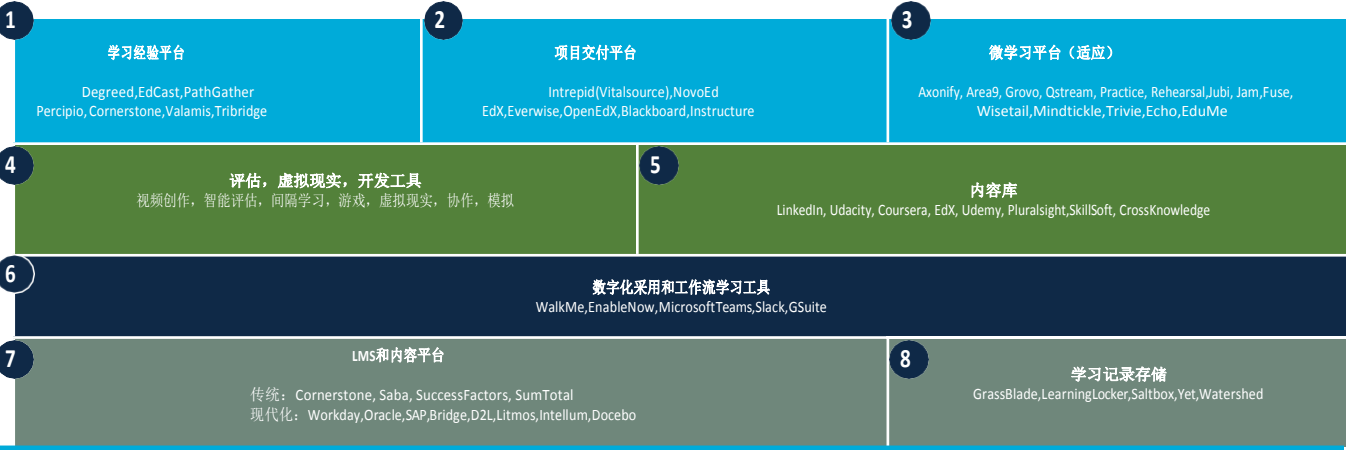 1
学习经验平台
Degreed,EdCast,PathGather
Percipio,Cornerstone,Valamis,Tribridge
2
项目交付平台
Intrepid(Vitalsource),NovoEd
EdX,Everwise,OpenEdX,Blackboard,Instructure
3
微学习平台（适应）
Axonify, Area9, Grovo, Qstream, Practice, Rehearsal,Jubi, Jam,Fuse,
Wisetail,Mindtickle,Trivie,Echo,EduMe
4
评估，虚拟现实，开发工具
视频创作，智能评估，间隔学习，游戏，虚拟现实，协作，模拟
5
内容库
LinkedIn, Udacity, Coursera, EdX, Udemy, Pluralsight,SkillSoft, CrossKnowledge
6
数字化采用和工作流学习工具
WalkMe,EnableNow,MicrosoftTeams,Slack,GSuite
7
LMS和内容平台
传统：Cornerstone, Saba, SuccessFactors, SumTotal
现代化：Workday,Oracle,SAP,Bridge,D2L,Litmos,Intellum,Docebo
8
学习记录存储
GrassBlade,LearningLocker,Saltbox,Yet,Watershed